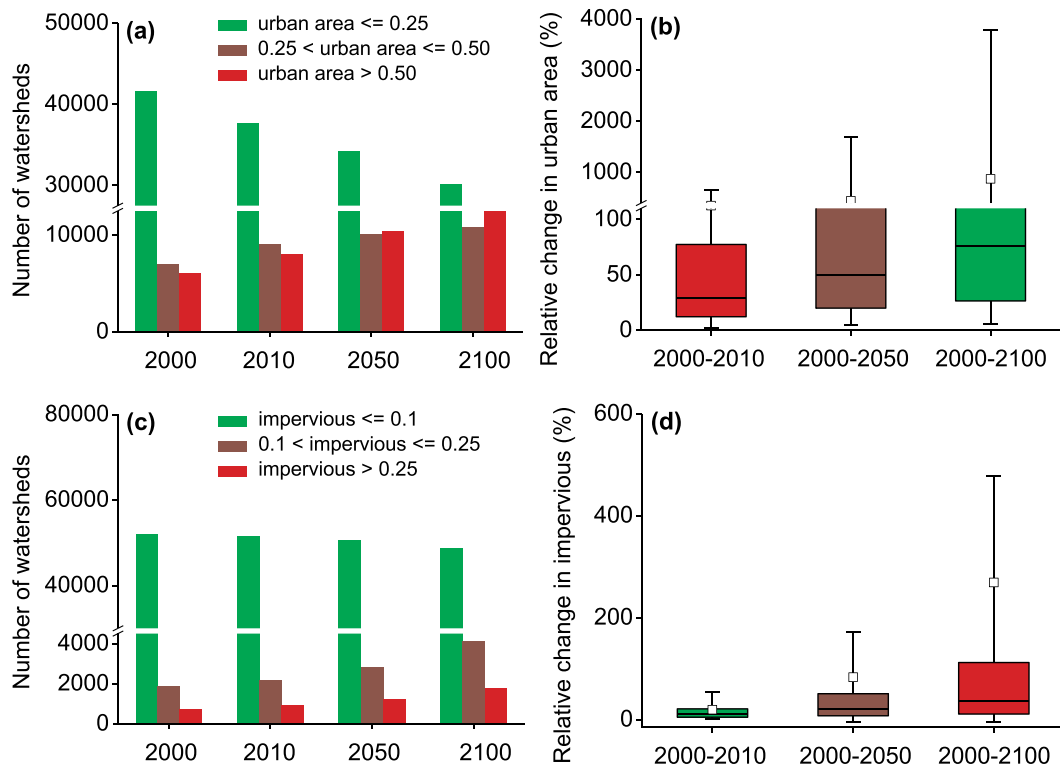 (a)
urban area <= 0.25
0.25 < urban area <= 0.50
urban area > 0.50
Number of watersheds
50000
40000
30000
10000
0
2000 2010 2050 2100
(b)
Relative change in urban area (%)
4000
3000
2000
1000
100
50
0
2000-2010 2000-2050 2000-2100
(c)
impervious <= 0.1
0.1 < impervious <= 0.25
impervious > 0.25
Number of watersheds
80000
60000
40000
4000
2000
0
2000 2010 2050 2100
(d)
Relative change in impervious (%)
600
400
200
0
2000-2010 2000-2050 2000-2100